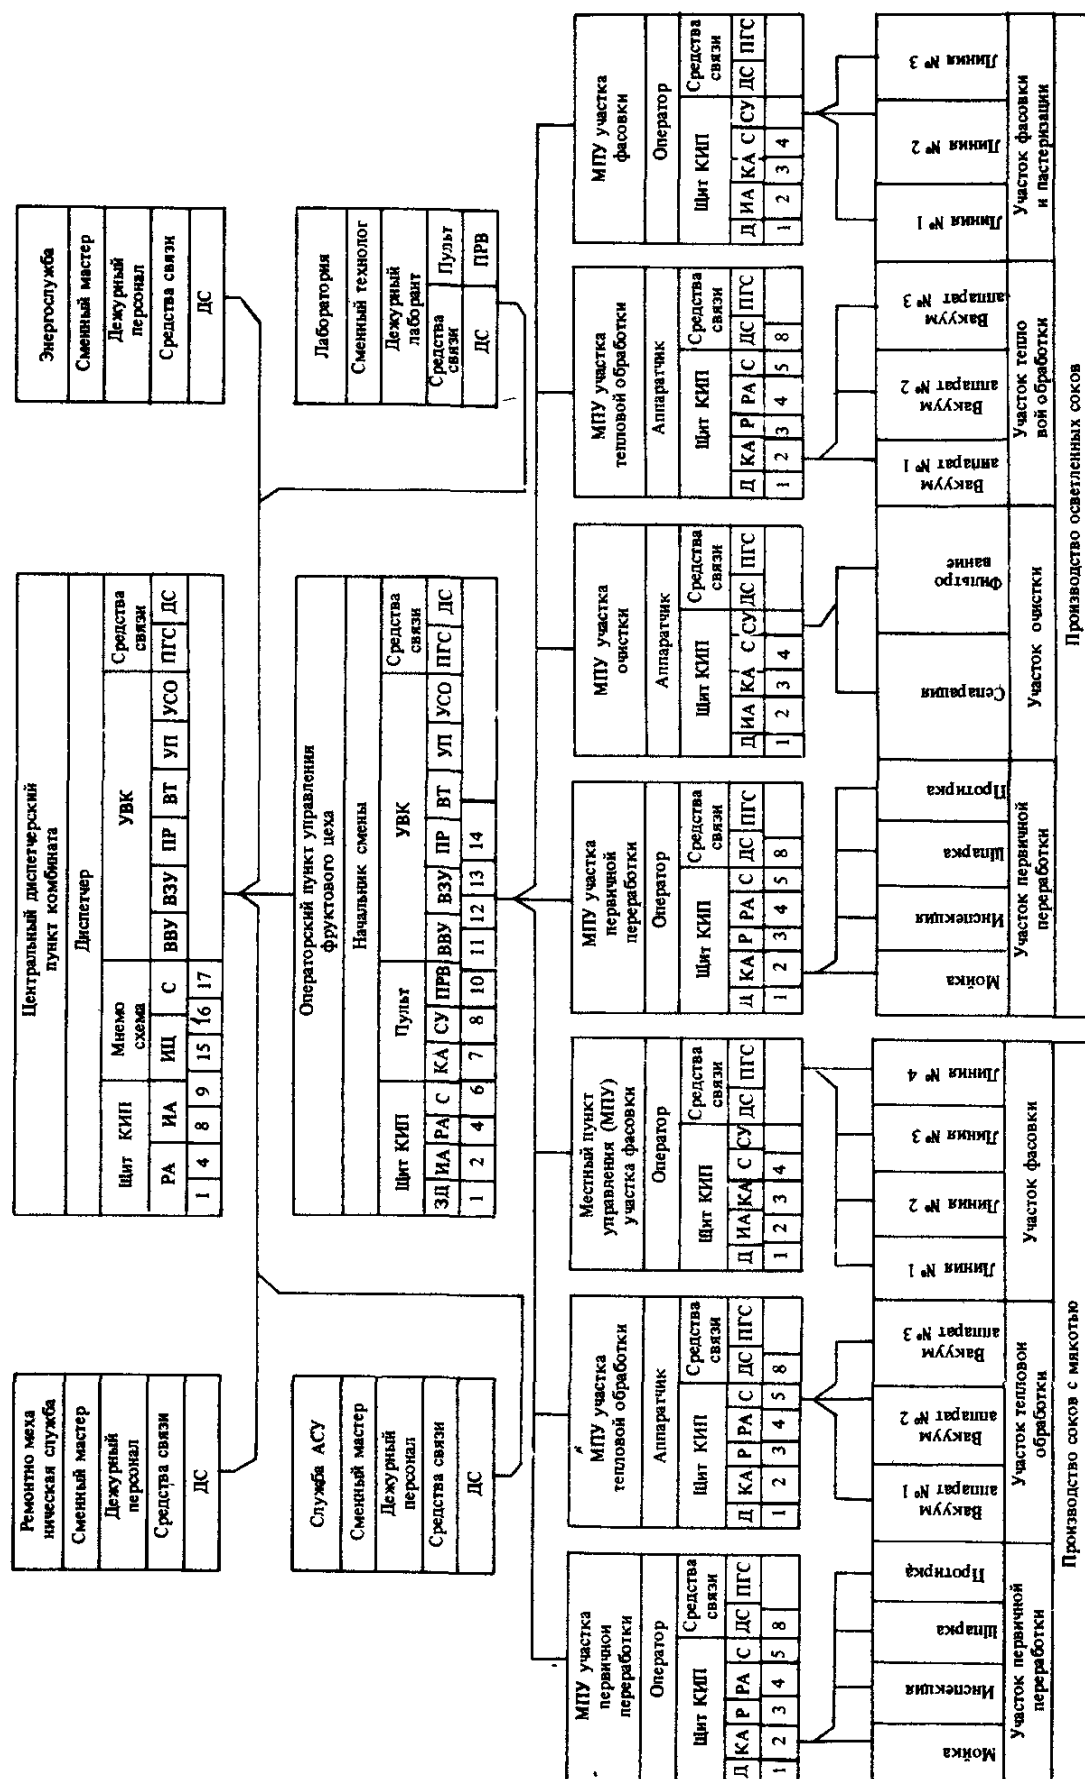 Ремонтно меха
ническая служба
Сменный мастер
Дежурный
персонал
Средства связи
ДС
Центральный диспетчерский
пункт комбината
Диспетчер
Щит КИП
Мнемо
схема
УВК
Средства
связи
РА ИА ИЦ С ВВУ ВЗУ ПР ВТ УП УСО ПГС ДС
1 4 8 9 15 16 17
Энергослужба
Сменный мастер
Дежурный
персонал
Средства связи
ДС
Служба АСУ
Сменный мастер
Дежурный
персонал
Средства связи
ДС
Операторский пункт управления
фруктового цеха
Начальник смены
Щит КИП
Пульт
УВК
Средства
связи
ЗД ИА РА С КА СУ ПРВ ВВУ ВЗУ ПР ВТ УП УСО ПГС ДС
1 2 4 6 7 8 10 11 12 13 14
Лаборатория
Сменный технолог
Дежурный
лаборант
Средства
связи
Пульт
ДС ПРВ
МПУ участка
первичной
переработки
Оператор
Щит КИП
Средства
связи
Д КА Р РА С ДС ПГС
1 2 3 4 5 8
МПУ участка
тепловой обработки
Аппаратчик
Щит КИП
Средства
связи
Д КА Р РА С ДС ПГС
1 2 3 4 5 8
Местный пункт
управления (МПУ)
участка фасовки
Оператор
Щит КИП
Средства
связи
Д ИА КА С СУ ДС ПГС
1 2 3 4
МПУ участка
первичной
переработки
Оператор
Щит КИП
Средства
связи
Д КА Р РА С ДС ПГС
1 2 3 4 5 8
МПУ участка
очистки
Аппаратчик
Щит КИП
Средства
связи
Д ИА КА С СУ ДС ПГС
1 2 3 4
МПУ участка
тепловой обработки
Аппаратчик
Щит КИП
Средства
связи
Д КА Р РА С ДС ПГС
1 2 3 4 5 8
МПУ участка
фасовки
Оператор
Щит КИП
Средства
связи
Д ИА КА С СУ ДС ПГС
1 2 3 4
Мойка
Инспекция
Шпарка
Протирка
Вакуум
аппарат № 1
Вакуум
аппарат № 2
Вакуум
аппарат № 3
Линия № 1
Линия № 2
Линия № 3
Линия № 4
Мойка
Инспекция
Шпарка
Протирка
Сепарация
Фильтро
вание
Вакуум
аппарат № 1
Вакуум
аппарат № 2
Вакуум
аппарат № 3
Линия № 1
Линия № 2
Линия № 3
Участок первичной
переработки
Участок тепловои
обработки
Участок фасовки
Участок первичной
переработки
Участок очистки
Участок тепло
вой обработки
Участок фасовки
и пастеризации
Производство соков с мякотью
Производство осветленных соков